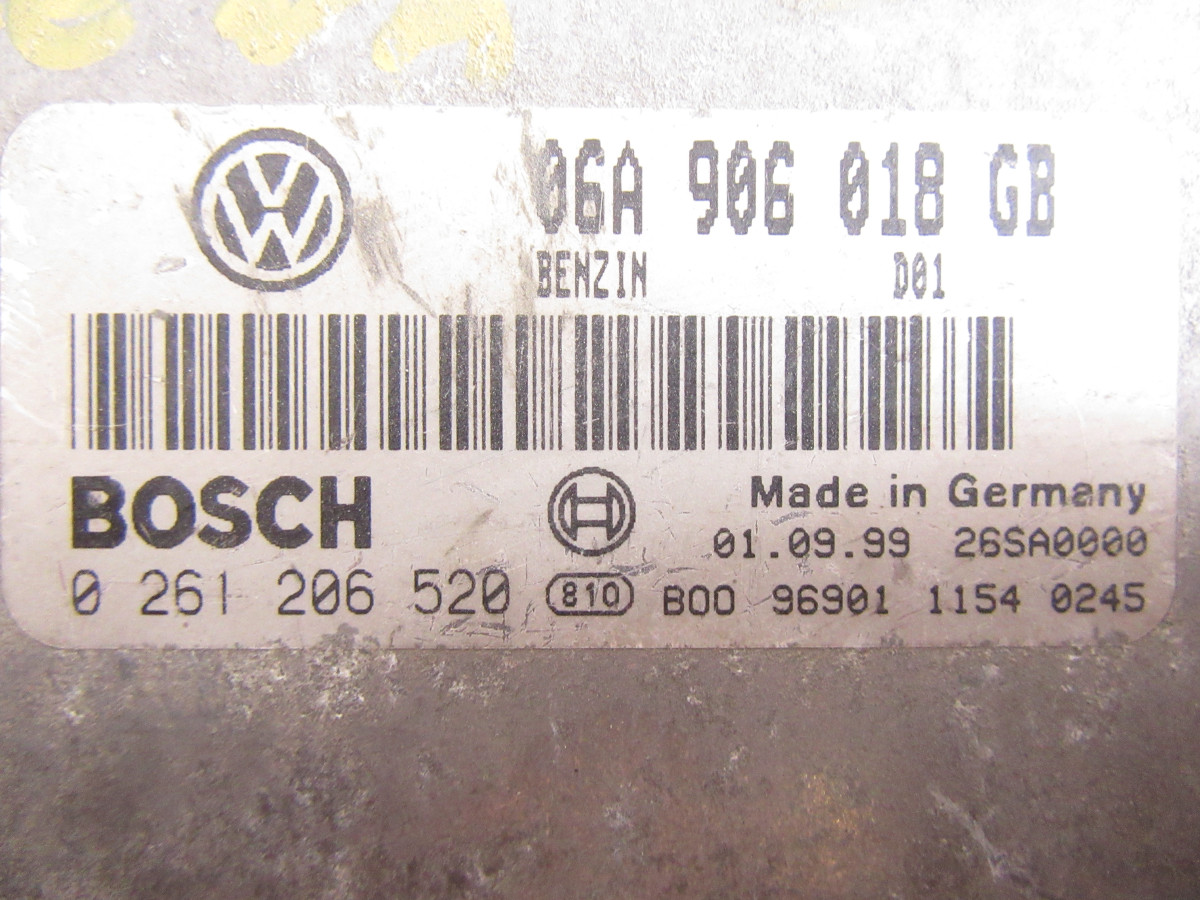 06A 906 018 GB
BENZIN D01
BOSCH
Made in Germany
01.09.99 26SA0000
0 261 206 520 810 B00 96901 1154 0245